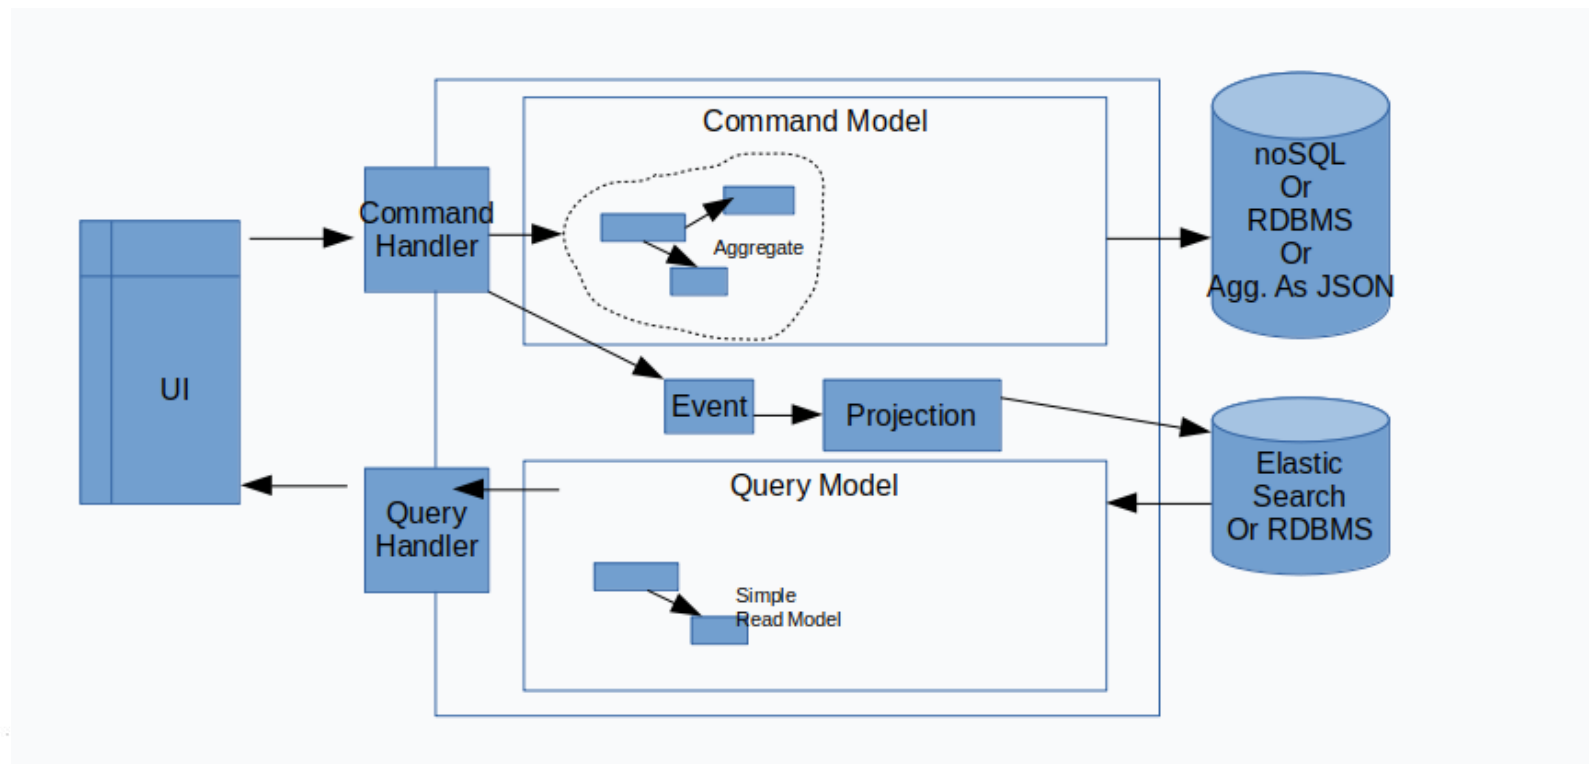 Command Model
noSQL
Or
RDBMS
Or
Agg. As JSON
Command
Handler
Aggregate
UI
Event
Projection
Elastic
Search
Or RDBMS
Query Model
Query
Handler
Simple
Read Model